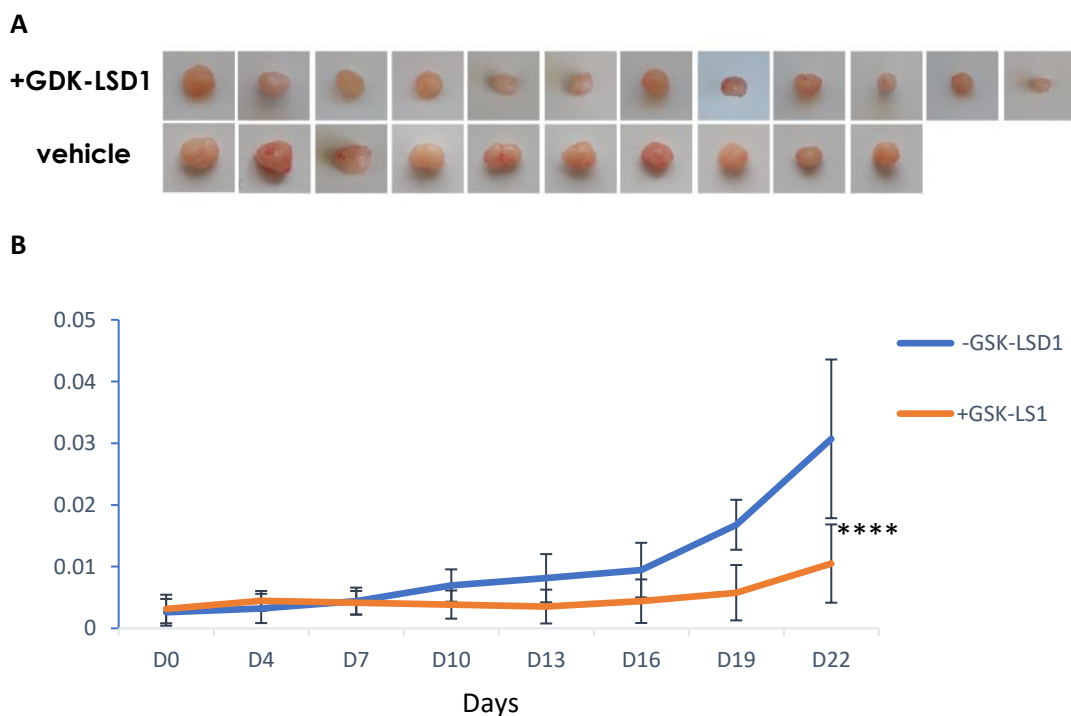 A
+GDK-LSD1
vehicle
B
0.05
0.04
0.03
0.02
0.01
0
-GSK-LSD1
+GSK-LS1
****
D0 D4 D7 D10 D13 D16 D19 D22
Days